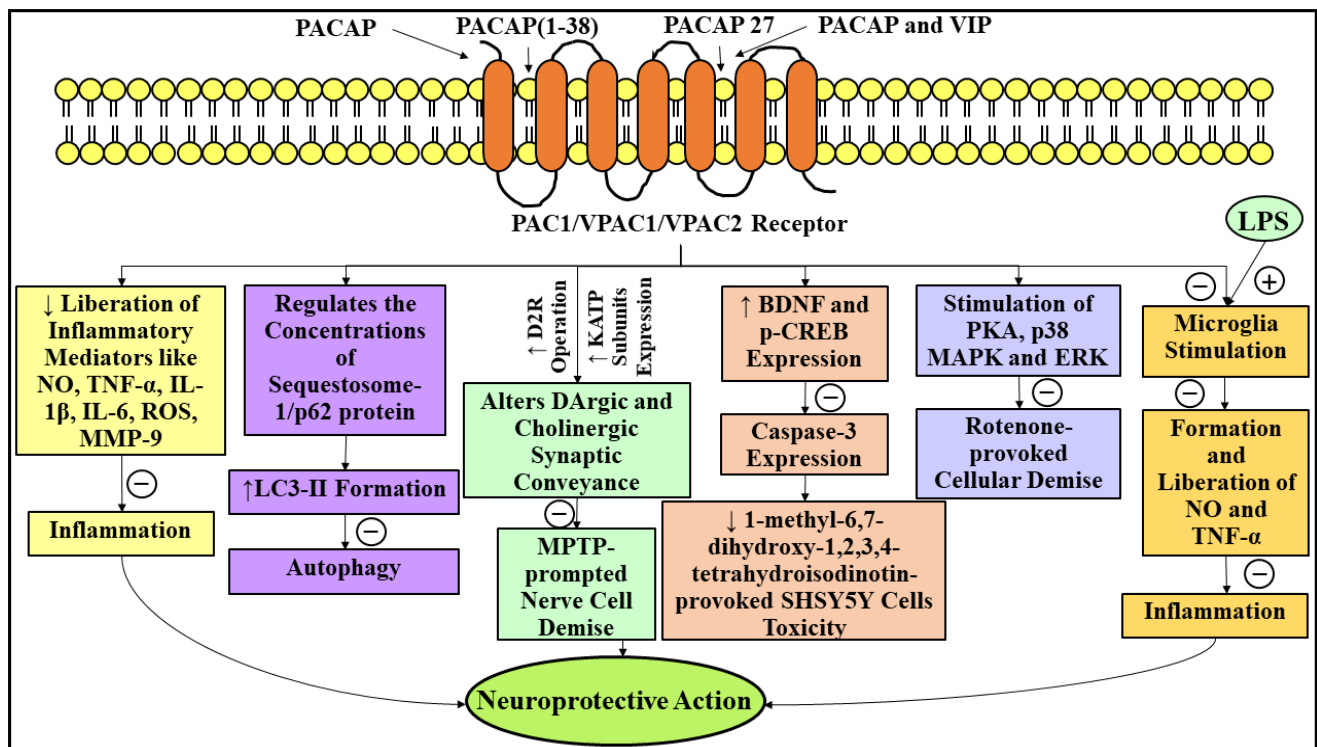 PACAP
PACAP(1-38)
PACAP 27
PACAP and VIP
PAC1/VPAC1/VPAC2 Receptor
LPS
↓ Liberation of
Inflammatory
Mediators like
NO, TNF-α, IL-
1β, IL-6, ROS,
MMP-9
−
Inflammation
Regulates the
Concentrations
of
Sequestosome-
1/p62 protein
↑LC3-II Formation
−
Autophagy
↑ D2R
Operation
↑ KATP
Subunits
Expression
Alters DArgic and
Cholinergic
Synaptic
Conveyance
−
MPTP-
prompted
Nerve Cell
Demise
↑ BDNF and
p-CREB
Expression
−
Caspase-3
Expression
↓ 1-methyl-6,7-
dihydroxy-1,2,3,4-
tetrahydroisodinotin-
provoked SHSY5Y Cells
Toxicity
Stimulation of
PKA, p38
MAPK and ERK
−
Rotenone-
provoked
Cellular Demise
−
+
Microglia
Stimulation
−
Formation
and
Liberation of
NO and
TNF-α
−
Inflammation
Neuroprotective Action